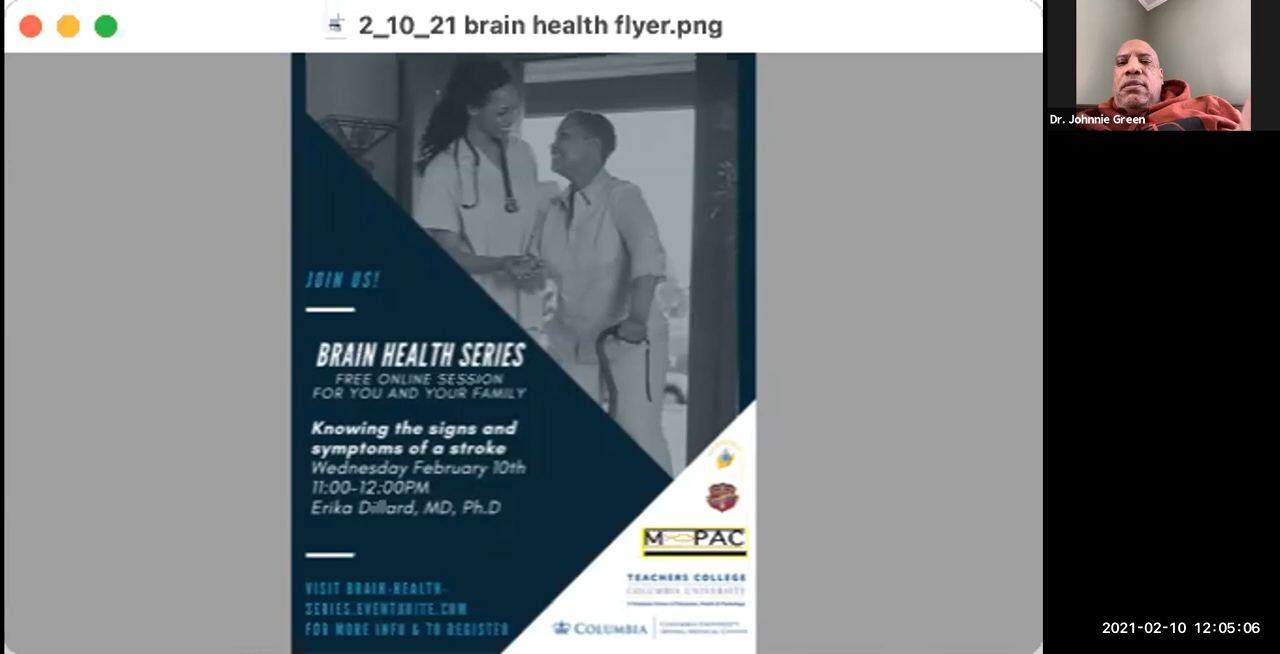 2_10_21 brain health flyer.png
Dr. Johnnie Green
JOIN US!
BRAIN HEALTH SERIES
FREE ONLINE SESSION
FOR YOU AND YOUR FAMILY
Knowing the signs and
symptoms of a stroke
Wednesday February 10th
11:00-12:00PM
Erika Dillard, MD, Ph.D
M PAC
TEACHERS COLLEGE
COLUMBIA UNIVERSITY
VISIT BRAIN-HEALTH-
SERIES.EVENTBRITE.COM
FOR MORE INFO & TO REGISTER
COLUMBIA
COLUMBIA UNIVERSITY
2021-02-10 12:05:06